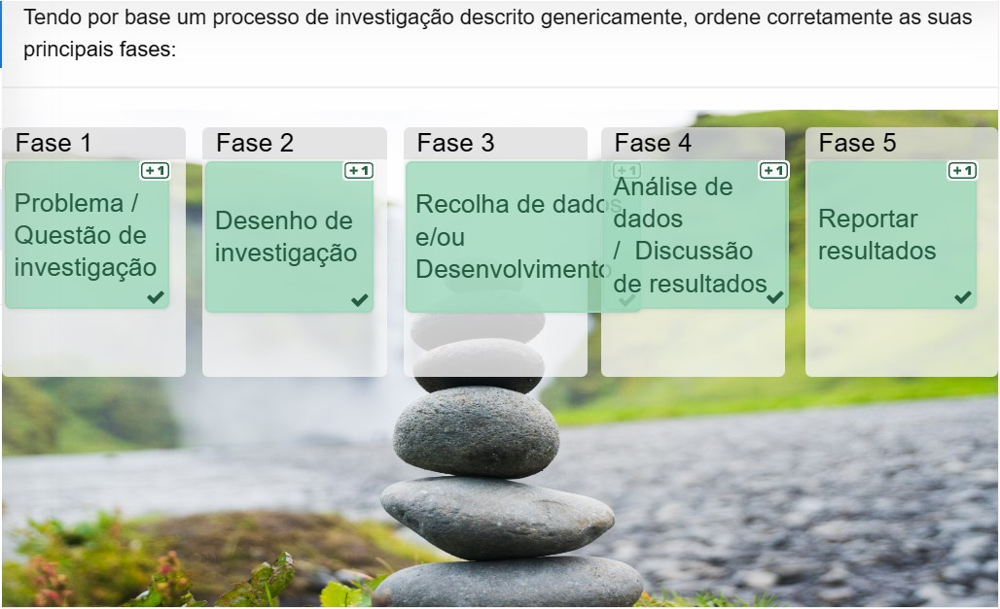 Tendo por base um processo de investigação descrito genericamente, ordene corretamente as suas
principais fases:
Fase 1
+1
Problema /
Questão de
investigação
Fase 2
+1
Desenho de
investigação
Fase 3
+1
Recolha de dados
e/ou
Desenvolvimento
Fase 4
+1
Análise de
dados
/ Discussão
de resultados
Fase 5
+1
Reportar
resultados